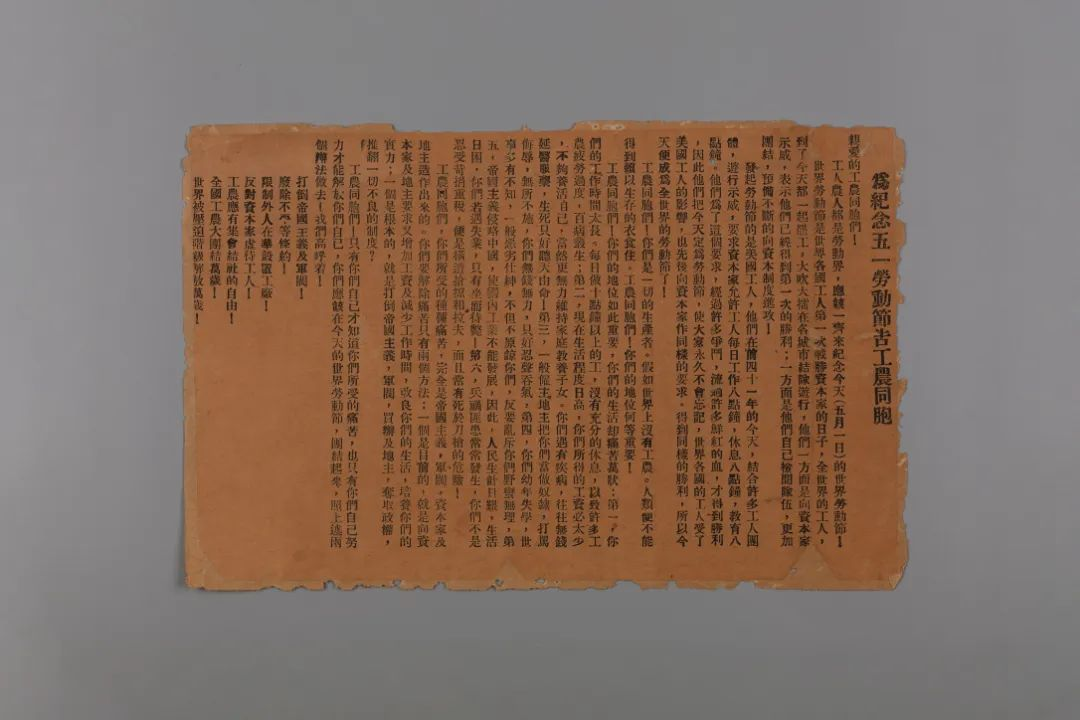 爲紀念五一勞動節告工農同胞
親愛的工農同胞們！
工人農人都是勞動界，應該一齊來紀念今天（五月一日）的世界勞動節！
世界勞動節是世界各國工人第一次戰勝資本家的日子，全世界的工人，
到了今天都一起罷工，大吹大擂在各城市結隊遊行，他們一方面是向資本家
示威，表示他們已經得到第一次的勝利；一方面是他們自己檢閱隊伍，更加
團結，預備不斷的向資本制度進攻！
發起勞動節的是美國工人，他們在前四十一年的今天，結合許多工人團
體，遊行示威，要求資本家允許工人每日工作八點鐘，休息八點鐘，教育八
點鐘。他們爲了這個要求，經過許多爭鬥，流過許多鮮紅的血，才得到勝利
，因此他們把今天定爲勞動節，使大家永久不會忘記，世界各國的工人受了
美國工人的影響，也先後向資本家作同樣的要求。得到同樣的勝利，所以今
天便成爲全世界的勞動節了！
工農同胞們！你們是一切的生產者。假如世界上沒有工農。人類便不能
得到賴以生存的衣食住。工農同胞們！你們的地位何等重要！
工農同胞們！你們的地位如此重要，你們的生活却痛苦萬狀：第一，你
們的工作時間太長。每日做十點鐘以上的工，沒有充分的休息，以致許多工
農疲勞過度，百病叢生；第二，現在生活程度日高，你們所得的工資必太少
，不夠養活自己，當然更無力維持家庭教養子女。你們遇有疾病，往往無錢
延醫服藥，生死只好聽天由命！第三，一般僱主地主把你們當做奴隸，打罵
侮辱，無所不施，你們無錢無力，只好忍聲吞氣，第四，你們幼年失學，世
事多有不知，一般紳士劣紳，不但不原諒你們，反要亂斥你們野蠻無理，第
五，帝國主義侵略中國，使國內工業不能發展，因此，人民生計日艱，生活
日困，你們若遇失業，只有坐而待斃！第六，兵禍匪患常常發生，你們不是
忍受苛捐重稅，便是橫遭搶擄和拉夫，而且常有死於刀槍的危險！
工農同胞們，你們所受的種種痛苦，完全是帝國主義，軍閥。資本家及
地主造作出來的。你們要解除痛苦只有兩個方法：一個是目前的，就是向資
本家及地主要求增加工資及減少工作時間，改良你們的生活，培養你們的
實力；一個是根本的，就是打倒帝國主義，軍閥，買辦及地主，奪取政權，
推翻一切不良的制度？
工農同胞們！只有你們自己才知道你們所受的痛苦，也只有你們自己努
力才能解放你們自己，你們應該在今天的世界勞動節，團結起來，照上述兩
個辦法做去！我們高呼着！
打倒帝國主義及軍閥！
廢除不平等條約！
限制外人在華設置工廠！
反對資本家虐待工人！
工農應有集會結社的自由！
全國工農大團結萬歲！
世界被壓迫階級解放萬歲！